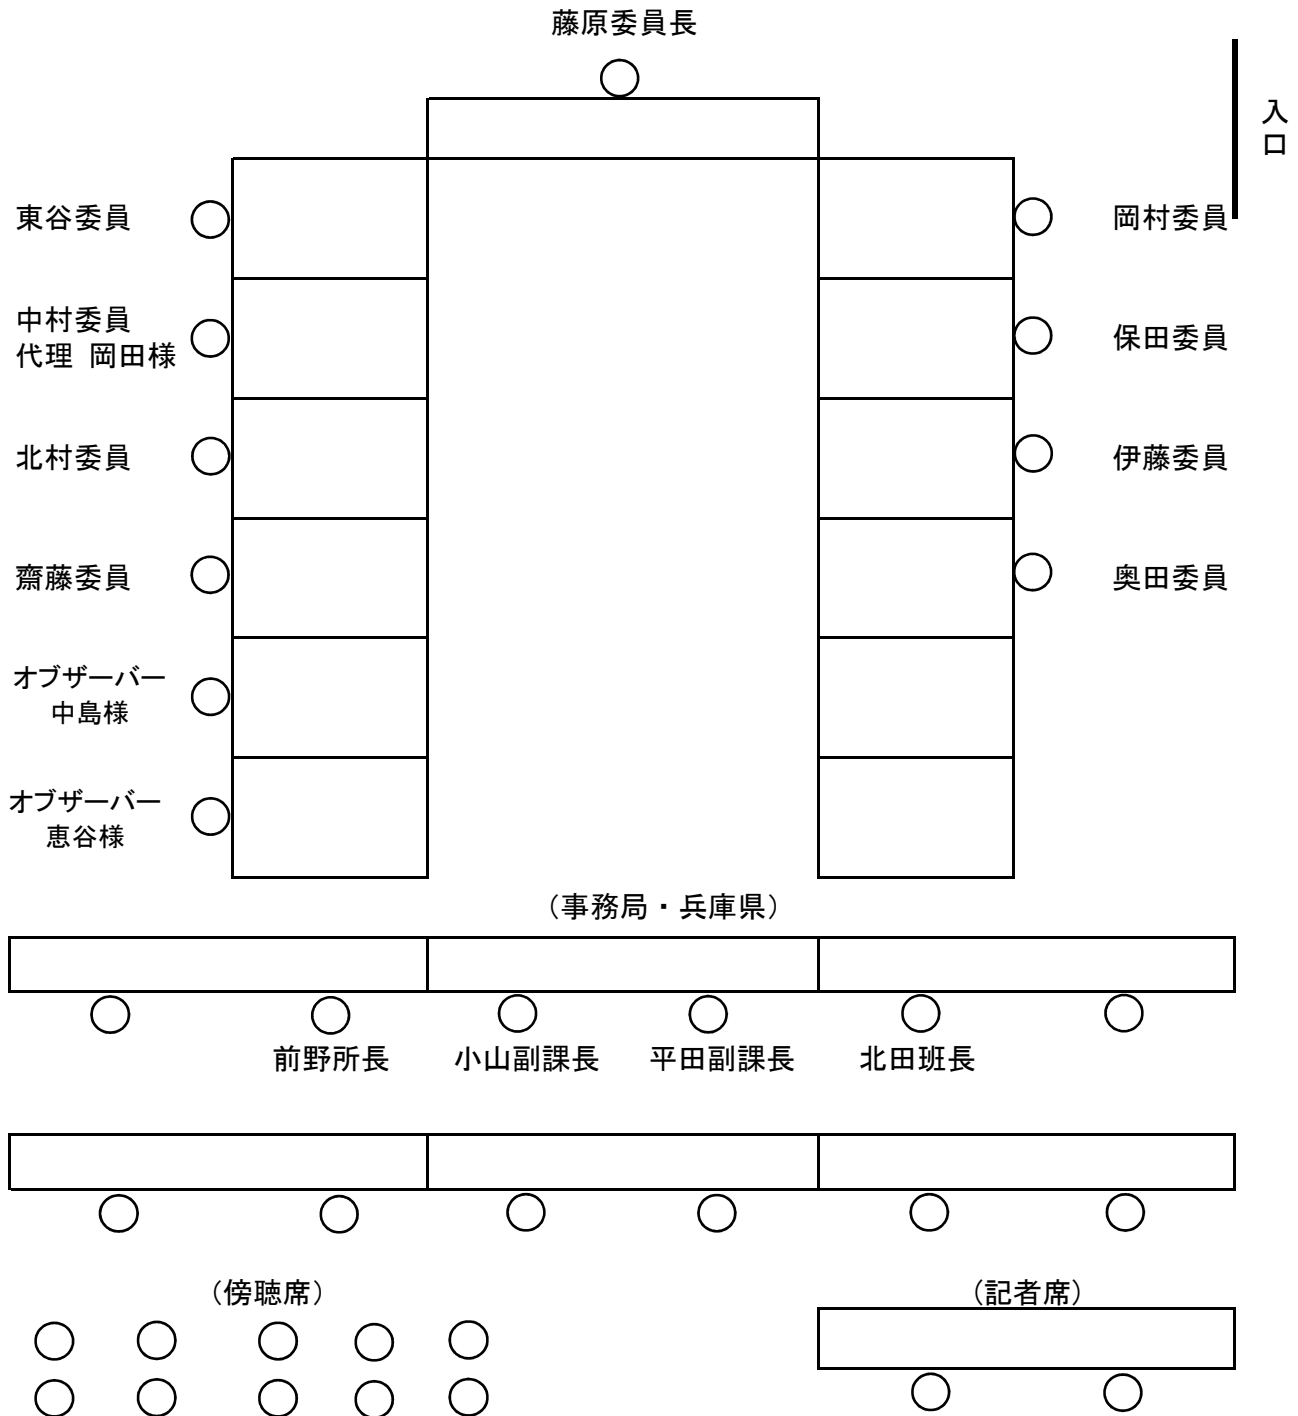 藤原委員長
入口
東谷委員
岡村委員
中村委員
代理 岡田様
保田委員
北村委員
伊藤委員
齋藤委員
奥田委員
オブザーバー
中島様
オブザーバー
恵谷様
（事務局・兵庫県）
前野所長 小山副課長 平田副課長 北田班長
（傍聴席） （記者席）